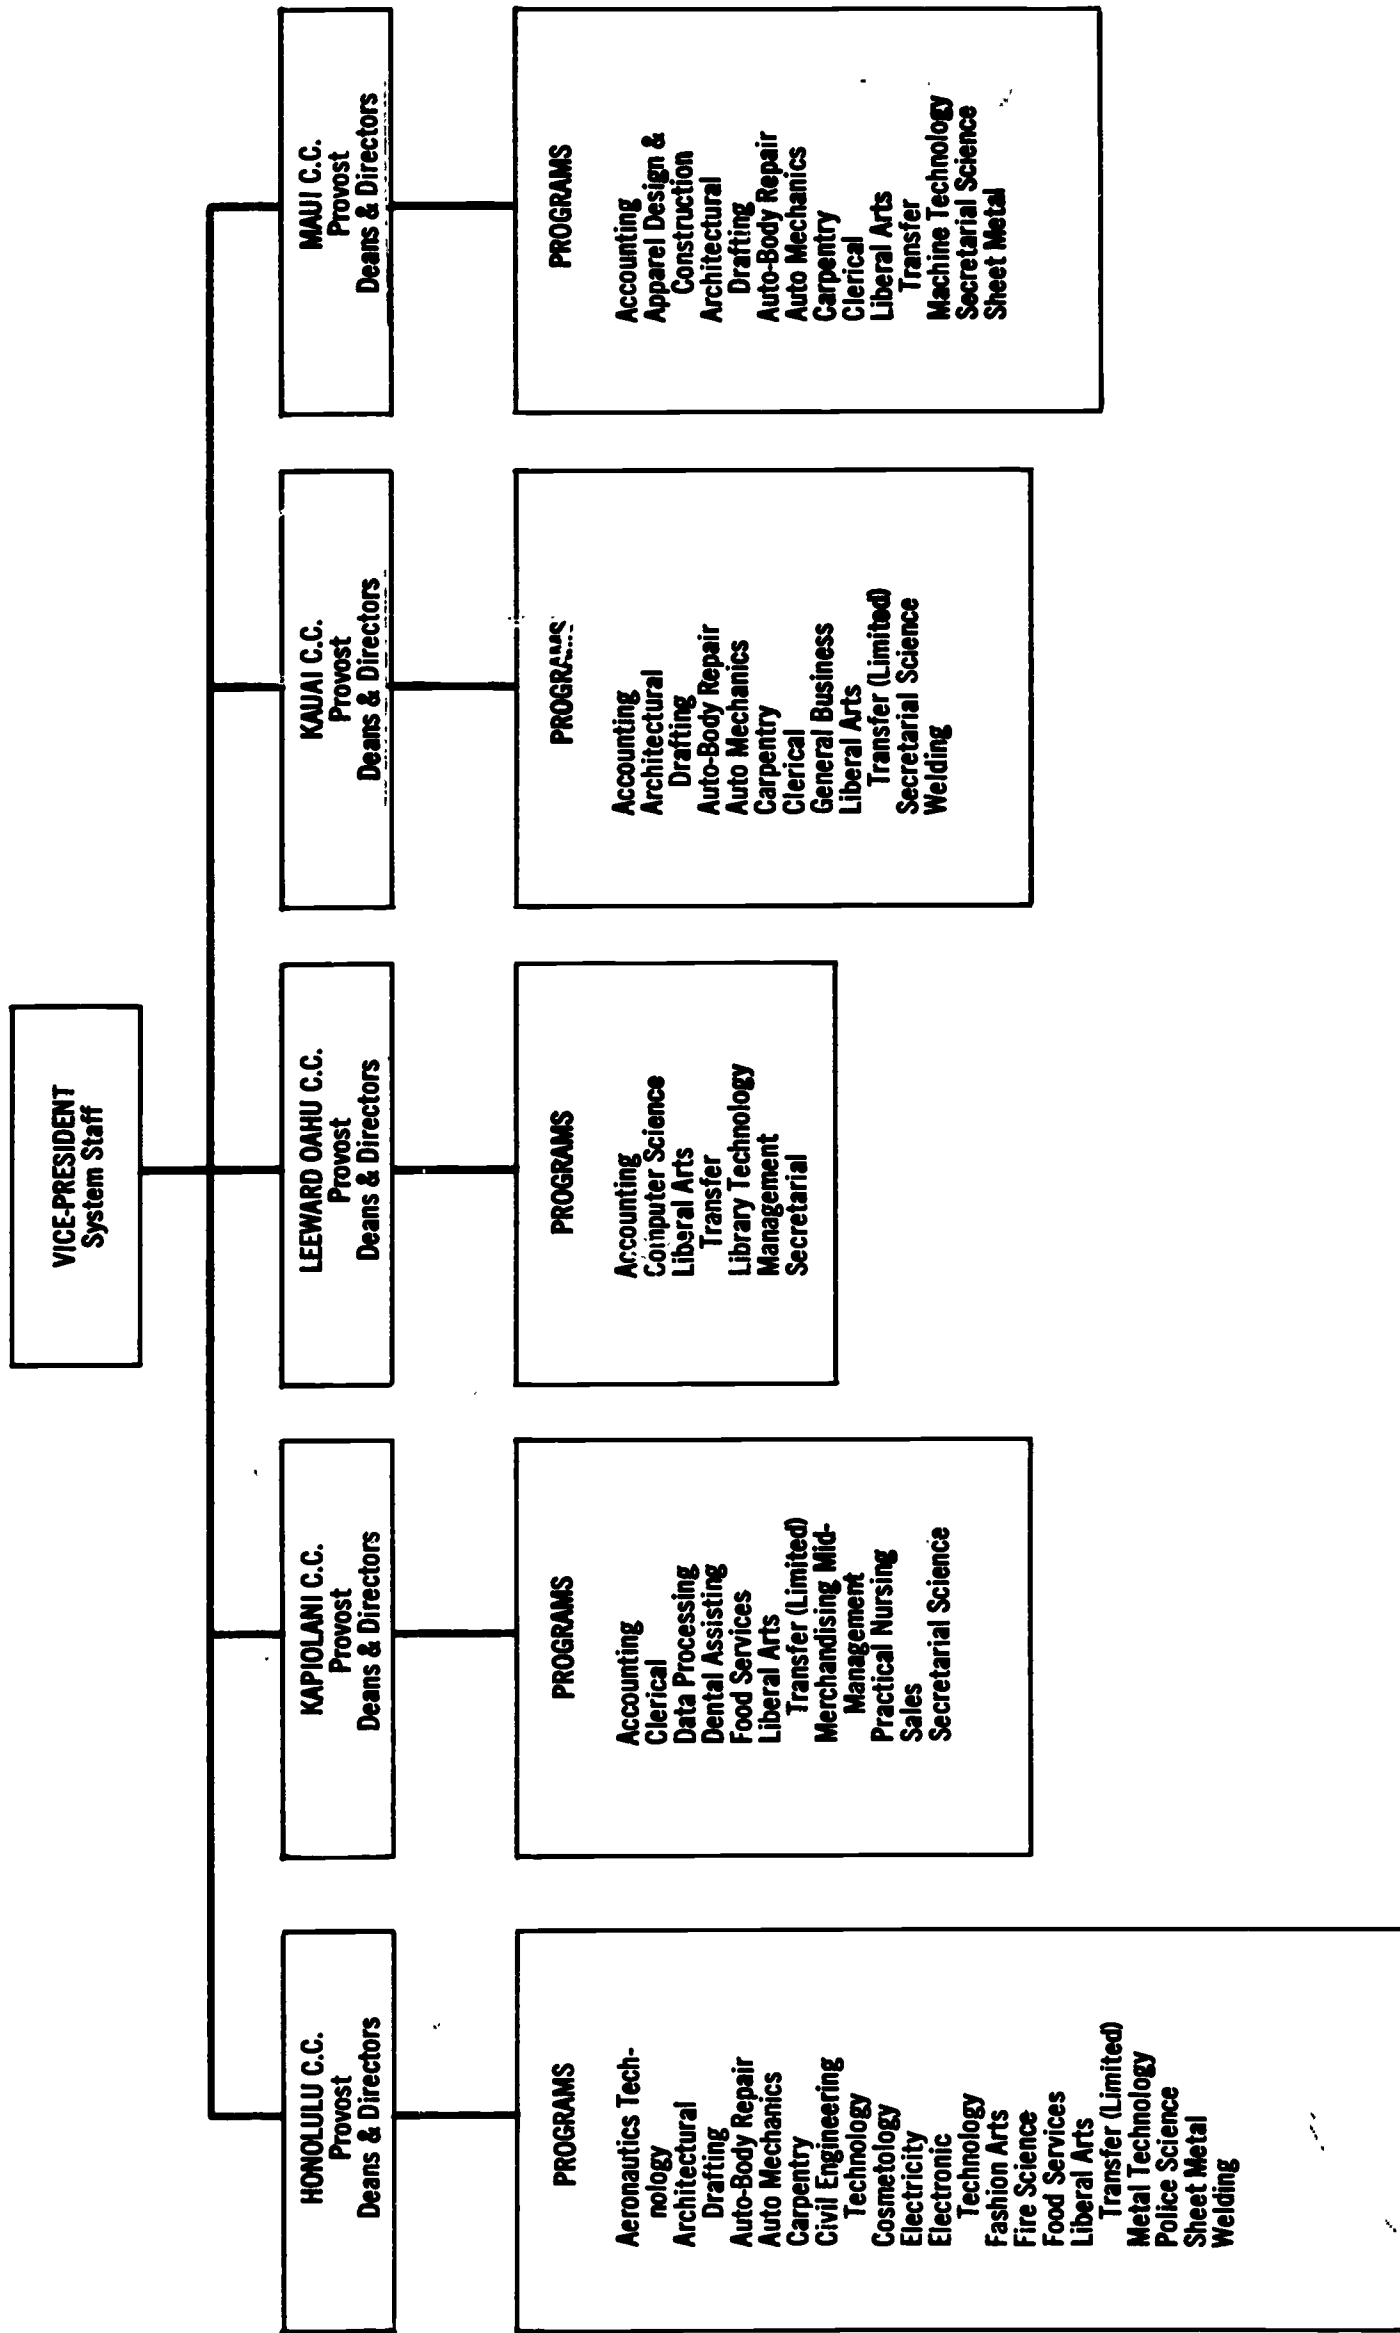 VICE-PRESIDENT
System Staff
HONOLULU C.C.
Provost
Deans & Directors
PROGRAMS
Aeronautics Tech-
nology
Architectural
Drafting
Auto-Body Repair
Auto Mechanics
Carpentry
Civil Engineering
Technology
Cosmetology
Electricity
Electronic
Technology
Fashion Arts
Fire Science
Food Services
Liberal Arts
Transfer (Limited)
Metal Technology
Police Science
Sheet Metal
Welding
KAPIOLANI C.C.
Provost
Deans & Directors
PROGRAMS
Accounting
Clerical
Data Processing
Dental Assisting
Food Services
Liberal Arts
Transfer (Limited)
Merchandising Mid-
Management
Practical Nursing
Sales
Secretarial Science
LEEWARD OAHU C.C.
Provost
Deans & Directors
PROGRAMS
Accounting
Computer Science
Liberal Arts
Transfer
Library Technology
Management
Secretarial
KAUAI C.C.
Provost
Deans & Directors
PROGRAMS
Accounting
Architectural
Drafting
Auto-Body Repair
Auto Mechanics
Carpentry
Clerical
General Business
Liberal Arts
Transfer (Limited)
Secretarial Science
Welding
MAUI C.C.
Provost
Deans & Directors
PROGRAMS
Accounting
Apparel Design &
Construction
Architectural
Drafting
Auto-Body Repair
Auto Mechanics
Carpentry
Clerical
Liberal Arts
Transfer
Machine Technology
Secretarial Science
Sheet Metal